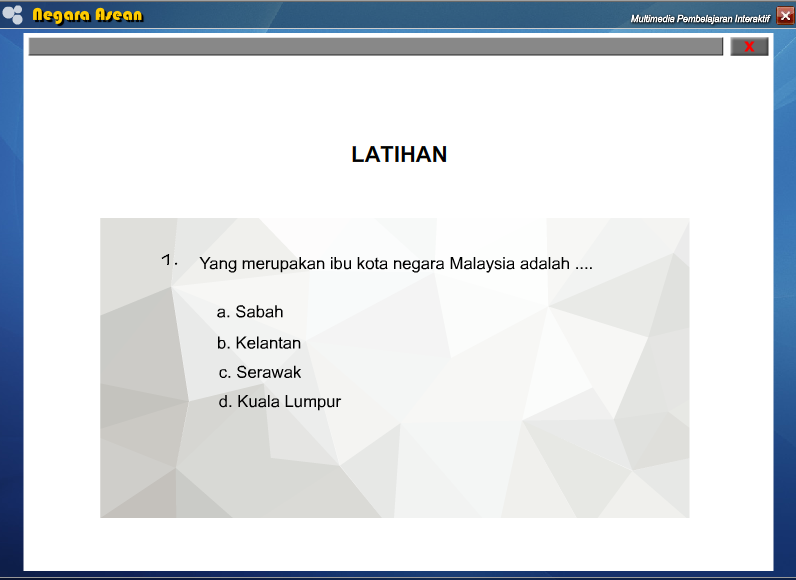 Negara Asean
Multimedia Pembelajaran Interaktif
X
LATIHAN
1. Yang merupakan ibu kota negara Malaysia adalah ....
a. Sabah
b. Kelantan
c. Serawak
d. Kuala Lumpur